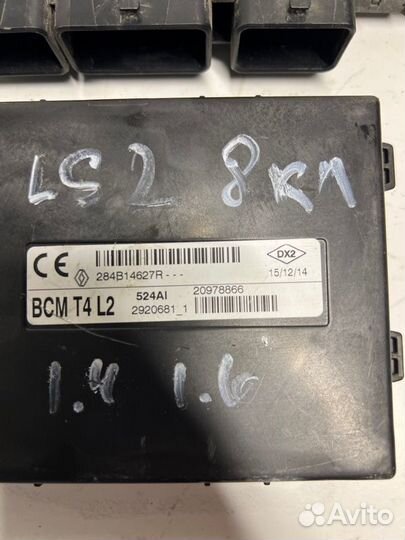 LS2 8кл
CE 284B14627R--- DX2
15/12/14
BCM T4 L2 524AI 20978866
2920681_1
1.4 1.6
Avito